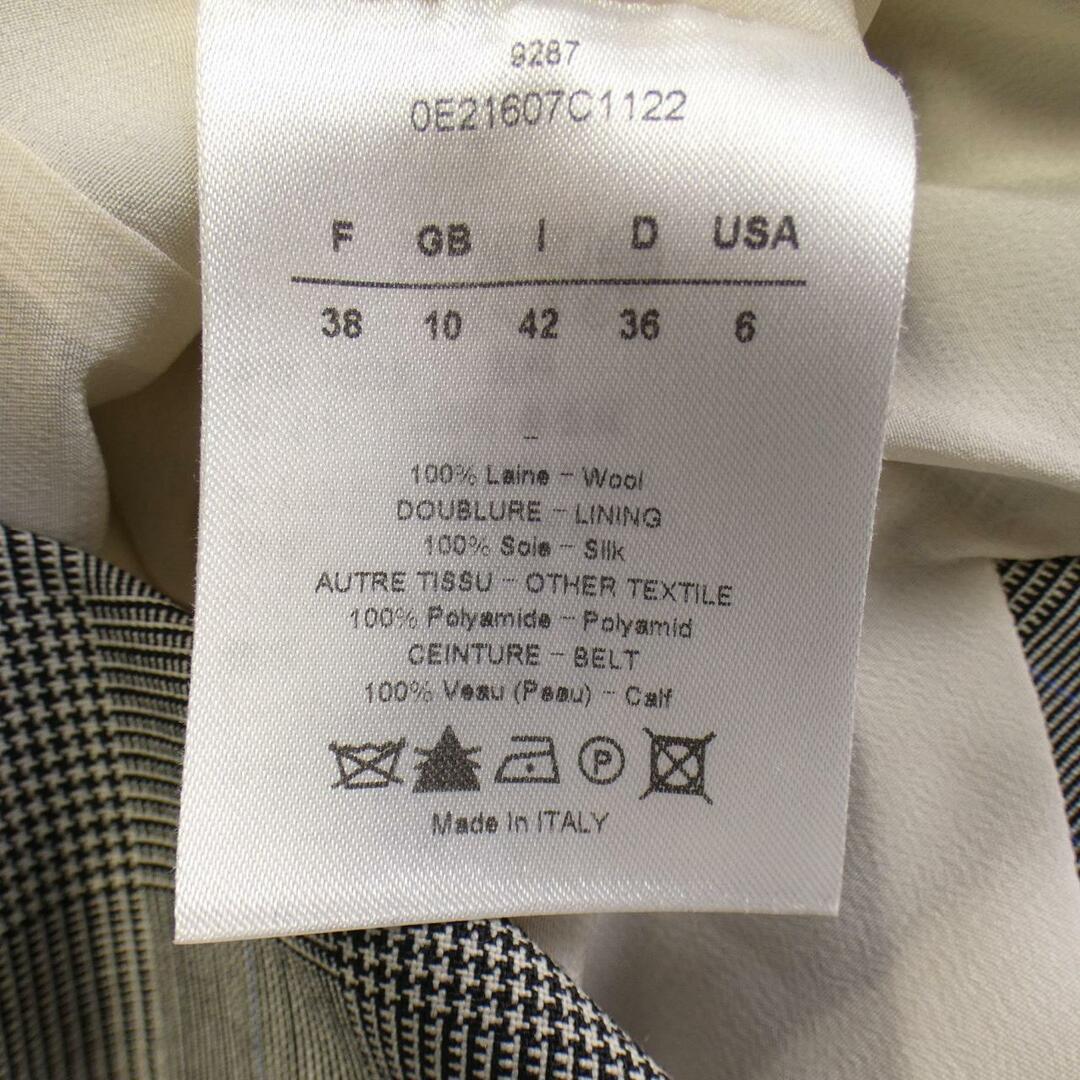 9287
0E21607C1122
F GB I D USA
38 10 42 36 6
–
100% Laine – Wool
DOUBLURE – LINING
100% Soie – Silk
AUTRE TISSU – OTHER TEXTILE
100% Polyamide – Polyamid
CEINTURE – BELT
100% Veau (Peau) – Calf
P
Made in ITALY